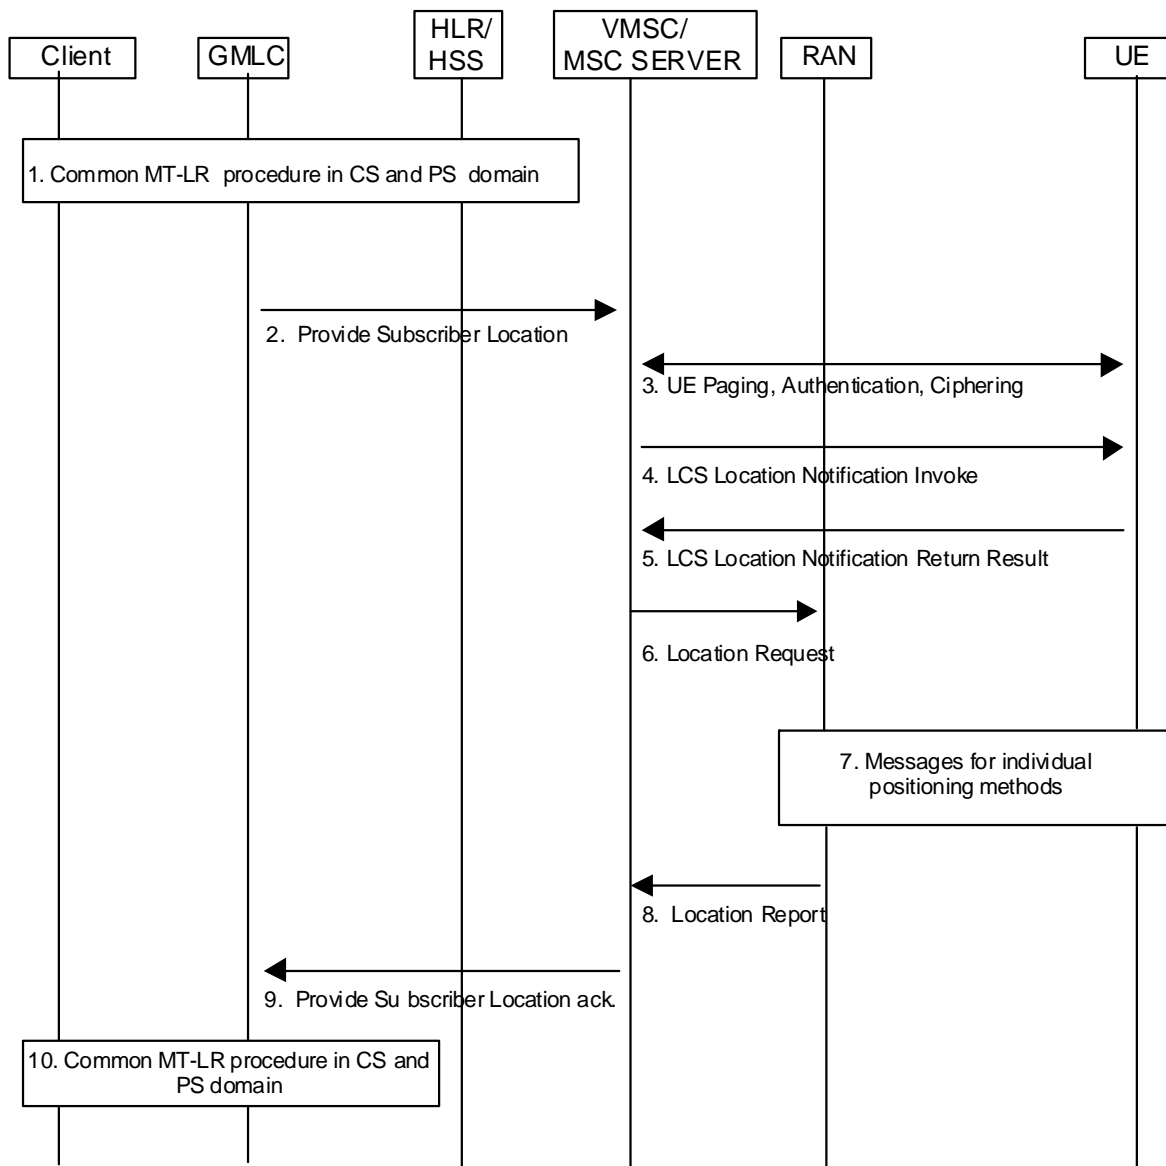 Client
GMLC
HLR/
HSS
VMSC/
MSC SERVER
RAN
UE
1. Common MT-LR procedure in CS and PS domain
2. Provide Subscriber Location
3. UE Paging, Authentication, Ciphering
4. LCS Location Notification Invoke
5. LCS Location Notification Return Result
6. Location Request
7. Messages for individual
positioning methods
8. Location Report
9. Provide Su bscriber Location ack.
10. Common MT-LR procedure in CS and
PS domain